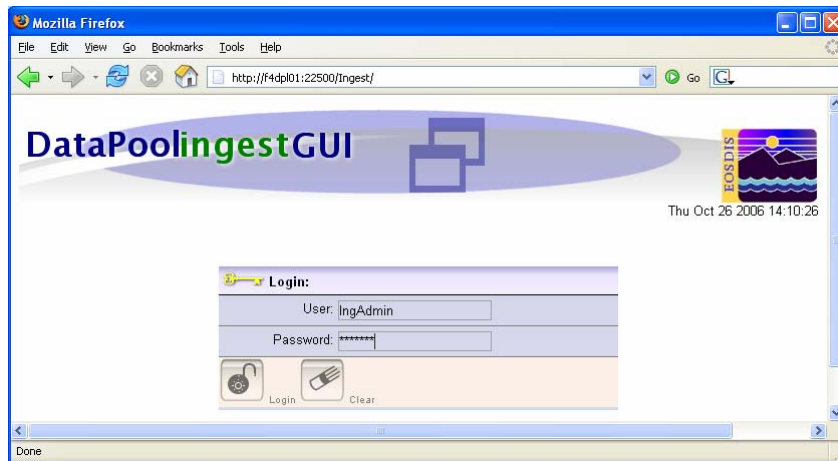 Mozilla Firefox
File Edit View Go Bookmarks Tools Help
http://f4dpl01:22500/Ingest/ Go G
DataPoolingestGUI
EOSDIS
Thu Oct 26 2006 14:10:26
Login:
User: IngAdmin
Password: *******
Login Clear
Done